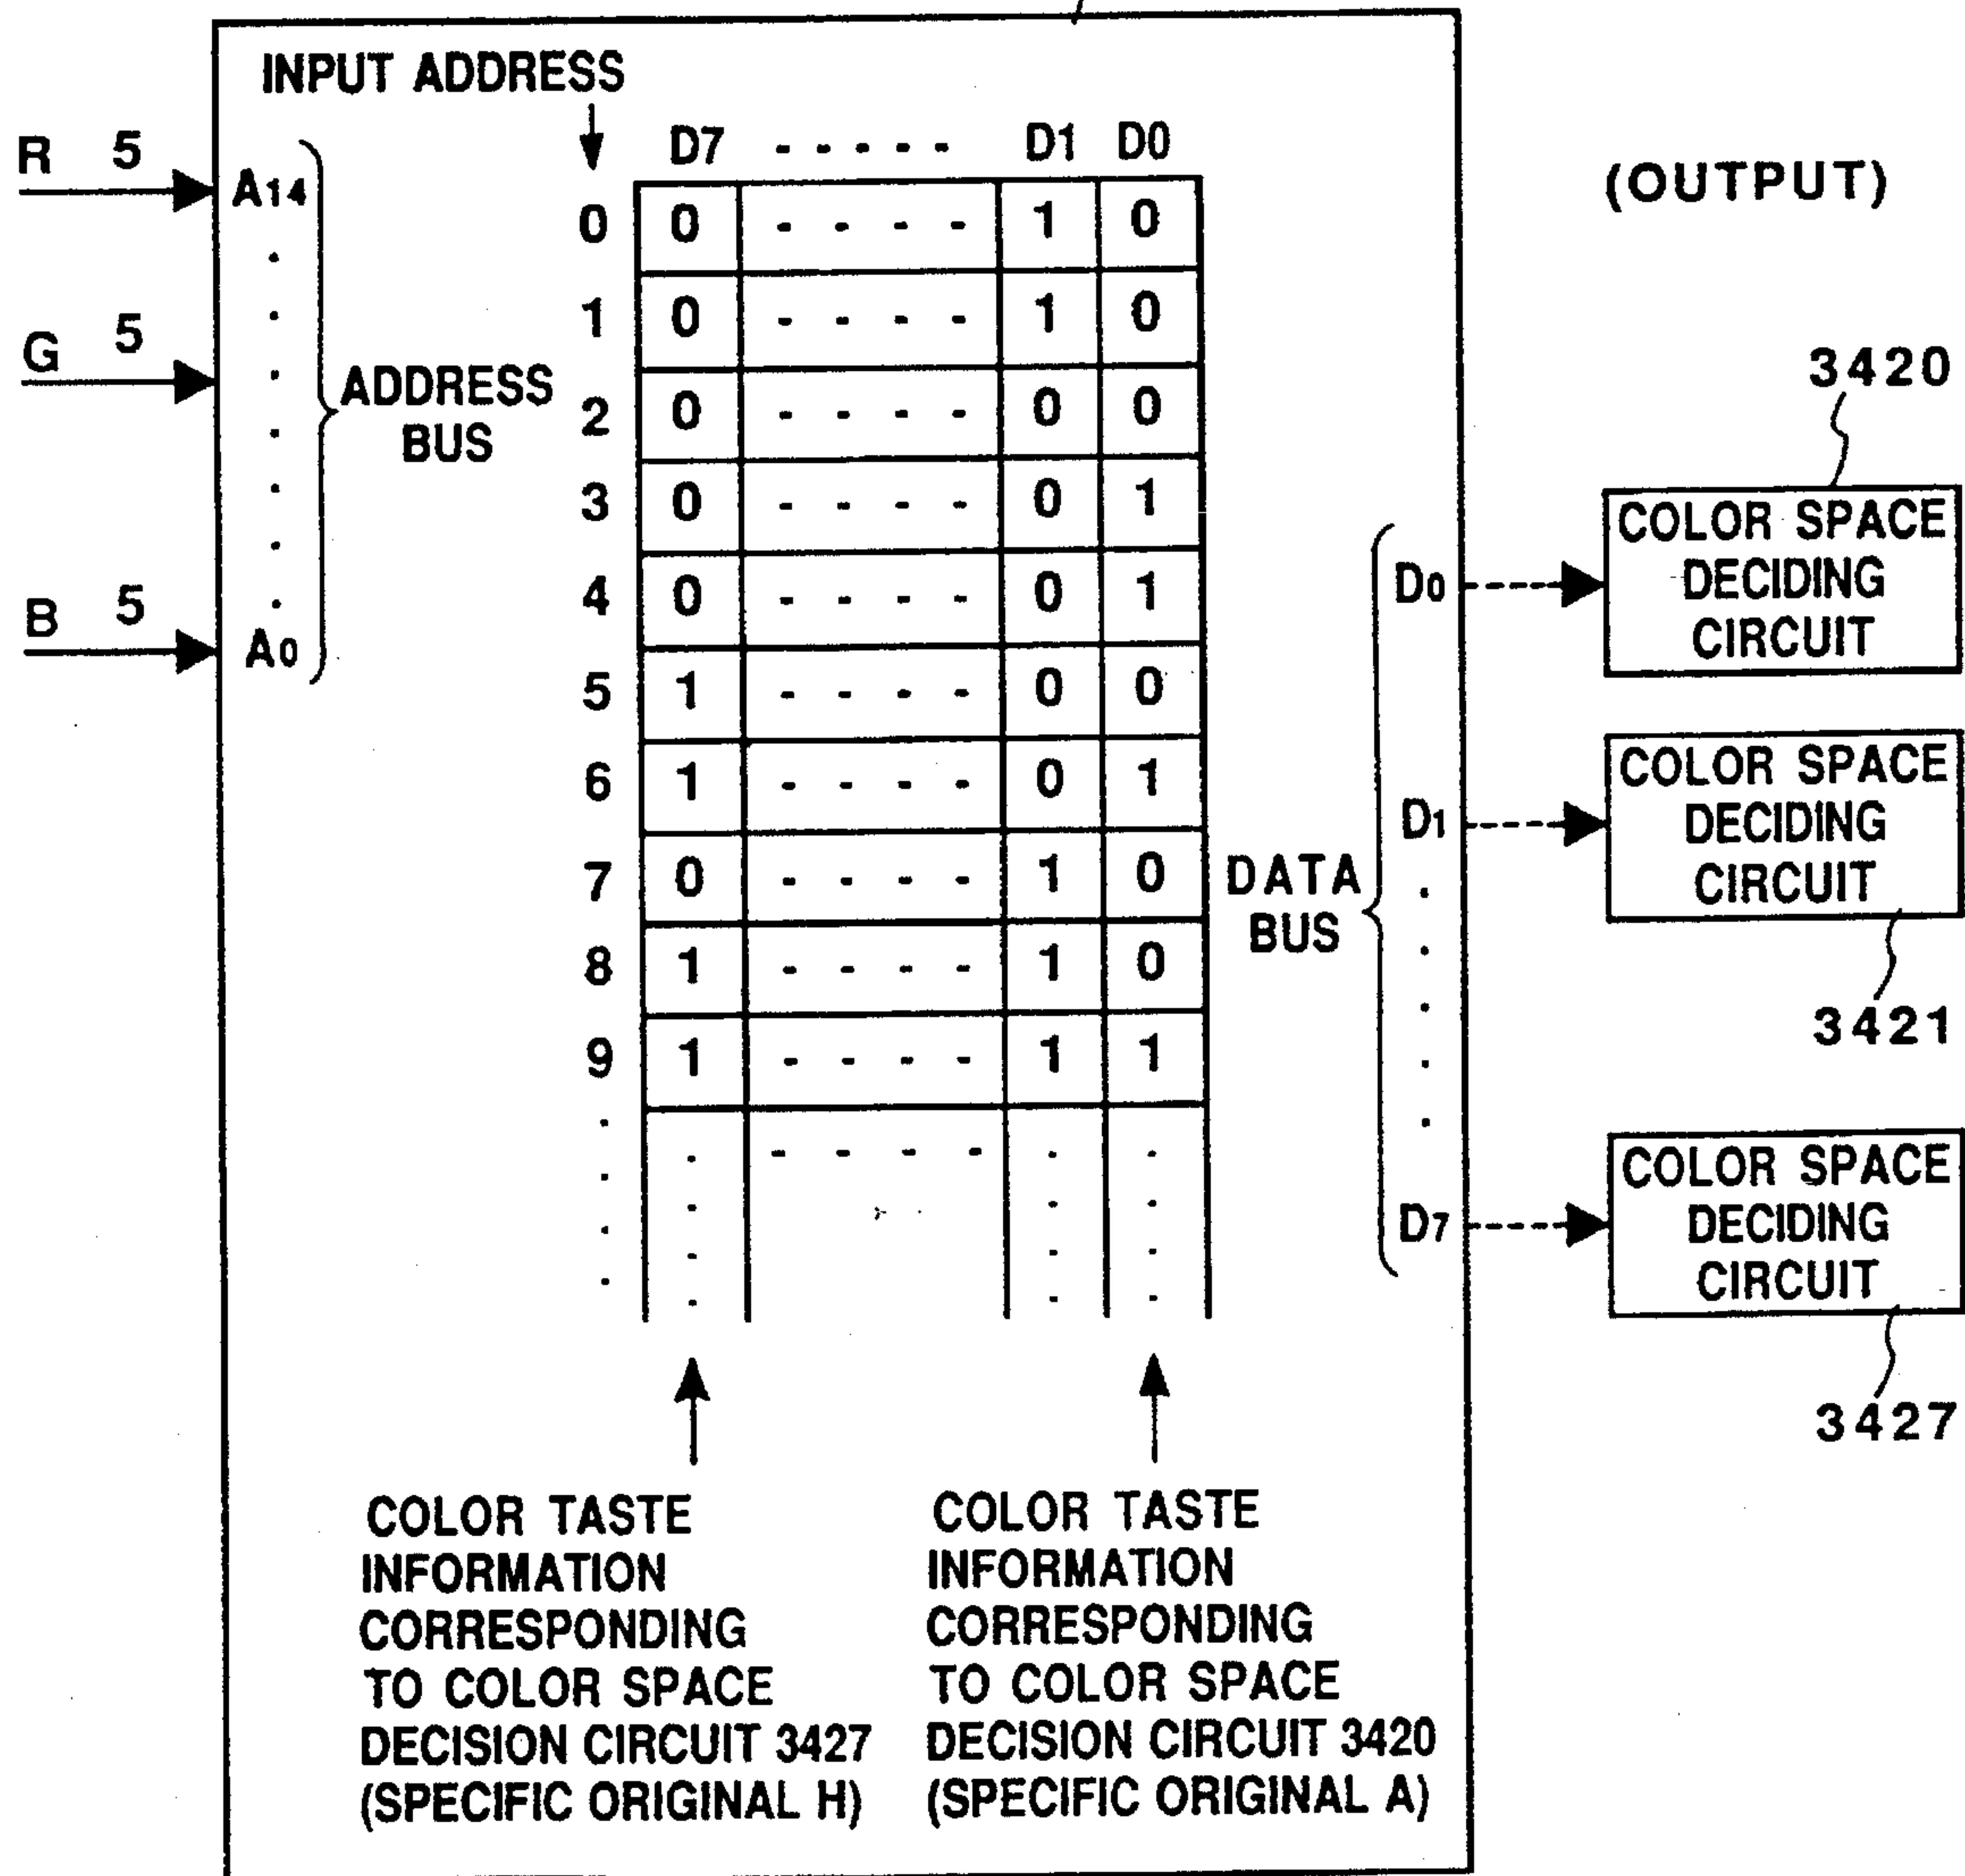 INPUT ADDRESS
D7 - - - - - D1 D0
R 5
A14
G 5
B 5
A0
ADDRESS
BUS
0 0 - - - - 1 0
1 0 - - - - 1 0
2 0 - - - - 0 0
3 0 - - - - 0 1
4 0 - - - - 0 1
5 1 - - - - 0 0
6 1 - - - - 0 1
7 0 - - - - 1 0
8 1 - - - - 1 0
9 1 - - - - 1 1
DATA
BUS
D0
D1
D7
(OUTPUT)
3420
COLOR SPACE
DECIDING
CIRCUIT
COLOR SPACE
DECIDING
CIRCUIT
3421
COLOR SPACE
DECIDING
CIRCUIT
3427
COLOR TASTE
INFORMATION
CORRESPONDING
TO COLOR SPACE
DECISION CIRCUIT 3427
(SPECIFIC ORIGINAL H)
COLOR TASTE
INFORMATION
CORRESPONDING
TO COLOR SPACE
DECISION CIRCUIT 3420
(SPECIFIC ORIGINAL A)